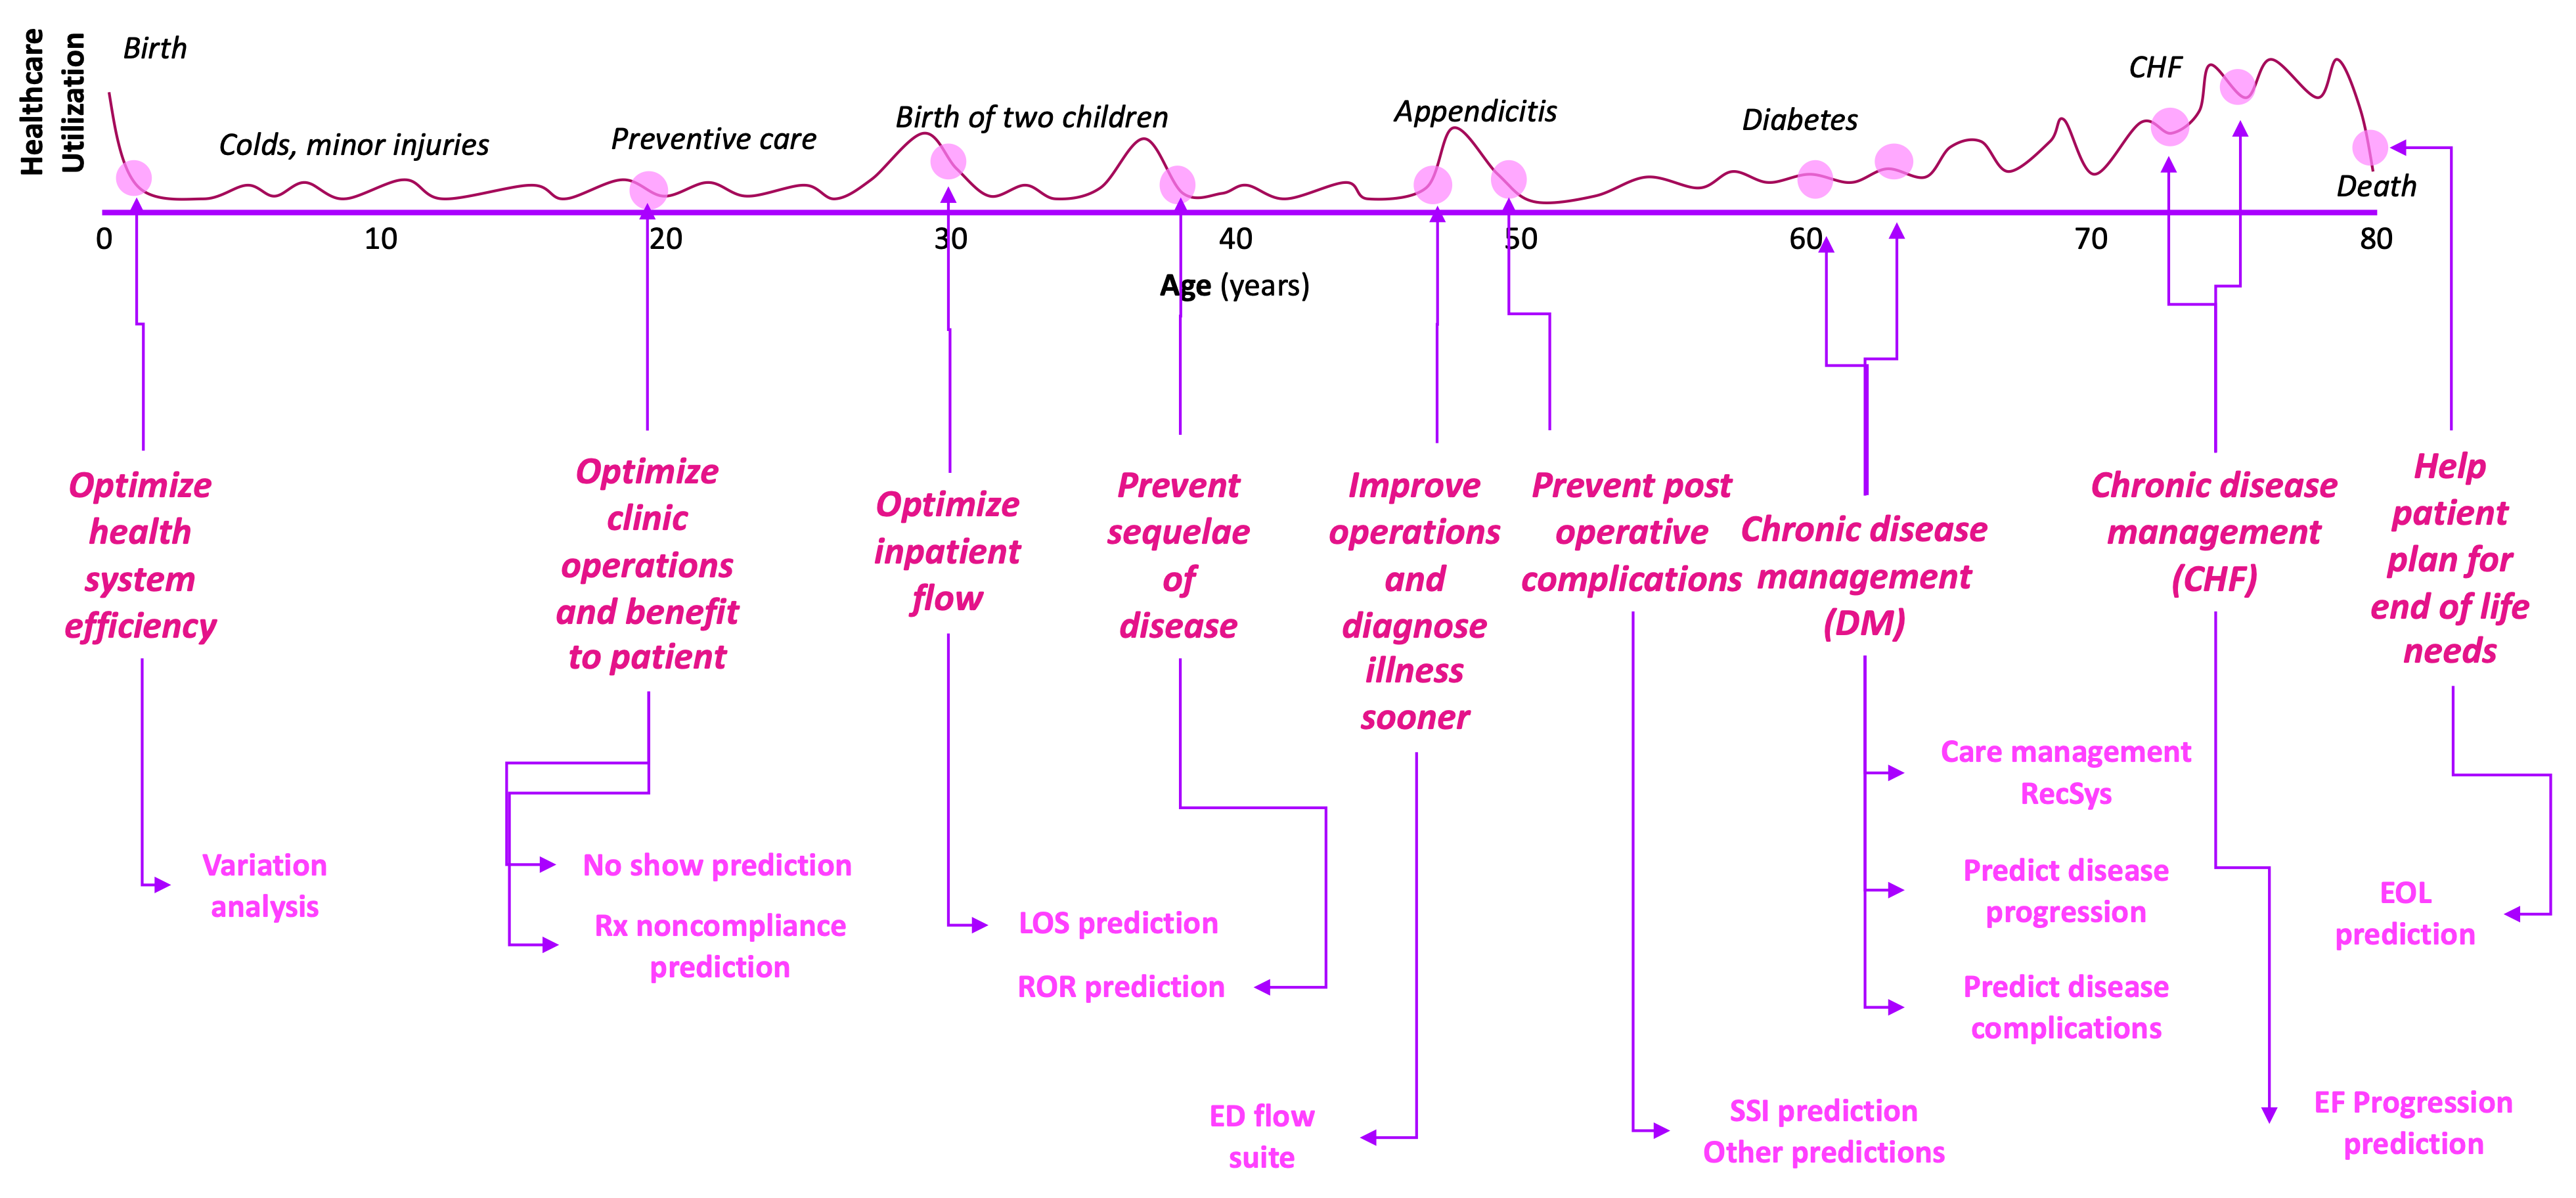 Healthcare
Utilization
Birth
Colds, minor injuries
Preventive care
Birth of two children
Appendicitis
Diabetes
CHF
Death
0
10
20
30
40
50
60
70
80
Age (years)
Optimize
health
system
efficiency
Optimize
clinic
operations
and benefit
to patient
Optimize
inpatient
flow
Prevent
sequelae
of
disease
Improve
operations
and
diagnose
illness
sooner
Prevent post
operative
complications
Chronic disease
management
(DM)
Chronic disease
management
(CHF)
Help
patient
plan for
end of life
needs
Variation
analysis
No show prediction
Rx noncompliance
prediction
LOS prediction
ROR prediction
ED flow
suite
SSI prediction
Other predictions
Care management
RecSys
Predict disease
progression
Predict disease
complications
EF Progression
prediction
EOL
prediction